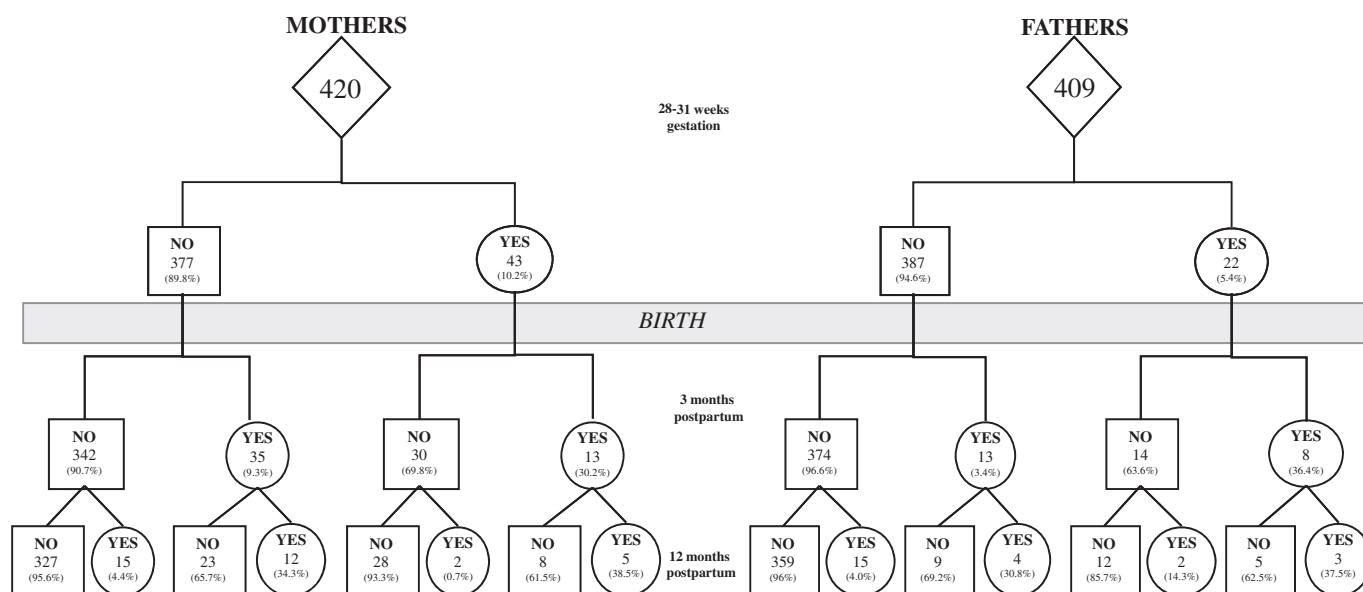 MOTHERS
FATHERS
420
409
28-31 weeks
gestation
NO
377
(89.8%)
YES
43
(10.2%)
NO
387
(94.6%)
YES
22
(5.4%)
BIRTH
3 months
postpartum
NO
342
(90.7%)
YES
35
(9.3%)
NO
30
(69.8%)
YES
13
(30.2%)
NO
374
(96.6%)
YES
13
(3.4%)
NO
14
(63.6%)
YES
8
(36.4%)
NO
327
(95.6%)
YES
15
(4.4%)
NO
23
(65.7%)
YES
12
(34.3%)
NO
28
(93.3%)
YES
2
(0.7%)
NO
8
(61.5%)
YES
5
(38.5%)
12 months
postpartum
NO
359
(96%)
YES
15
(4.0%)
NO
9
(69.2%)
YES
4
(30.8%)
NO
12
(85.7%)
YES
2
(14.3%)
NO
5
(62.5%)
YES
3
(37.5%)